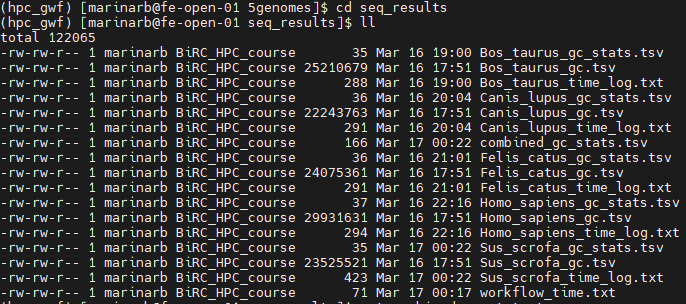 (hpc_gwf) [marinarb@fe-open-01 5genomes]$ cd seq_results
(hpc_gwf) [marinarb@fe-open-01 seq_results]$ ll
total 122065
-rw-rw-r-- 1 marinarb BiRC_HPC_course       35 Mar 16 19:00 Bos_taurus_gc_stats.tsv
-rw-rw-r-- 1 marinarb BiRC_HPC_course 25210679 Mar 16 17:51 Bos_taurus_gc.tsv
-rw-rw-r-- 1 marinarb BiRC_HPC_course      288 Mar 16 19:00 Bos_taurus_time_log.txt
-rw-rw-r-- 1 marinarb BiRC_HPC_course       36 Mar 16 20:04 Canis_lupus_gc_stats.tsv
-rw-rw-r-- 1 marinarb BiRC_HPC_course 22243763 Mar 16 17:51 Canis_lupus_gc.tsv
-rw-rw-r-- 1 marinarb BiRC_HPC_course      291 Mar 16 20:04 Canis_lupus_time_log.txt
-rw-rw-r-- 1 marinarb BiRC_HPC_course      166 Mar 17 00:22 combined_gc_stats.tsv
-rw-rw-r-- 1 marinarb BiRC_HPC_course       36 Mar 16 21:01 Felis_catus_gc_stats.tsv
-rw-rw-r-- 1 marinarb BiRC_HPC_course 24075361 Mar 16 17:51 Felis_catus_gc.tsv
-rw-rw-r-- 1 marinarb BiRC_HPC_course      291 Mar 16 21:01 Felis_catus_time_log.txt
-rw-rw-r-- 1 marinarb BiRC_HPC_course       37 Mar 16 22:16 Homo_sapiens_gc_stats.tsv
-rw-rw-r-- 1 marinarb BiRC_HPC_course 29931631 Mar 16 17:51 Homo_sapiens_gc.tsv
-rw-rw-r-- 1 marinarb BiRC_HPC_course      294 Mar 16 22:16 Homo_sapiens_time_log.txt
-rw-rw-r-- 1 marinarb BiRC_HPC_course       35 Mar 17 00:22 Sus_scrofa_gc_stats.tsv
-rw-rw-r-- 1 marinarb BiRC_HPC_course 23525521 Mar 16 17:51 Sus_scrofa_gc.tsv
-rw-rw-r-- 1 marinarb BiRC_HPC_course      423 Mar 17 00:22 Sus_scrofa_time_log.txt
-rw-rw-r-- 1 marinarb BiRC_HPC_course       71 Mar 17 00:17 workflow_time.txt